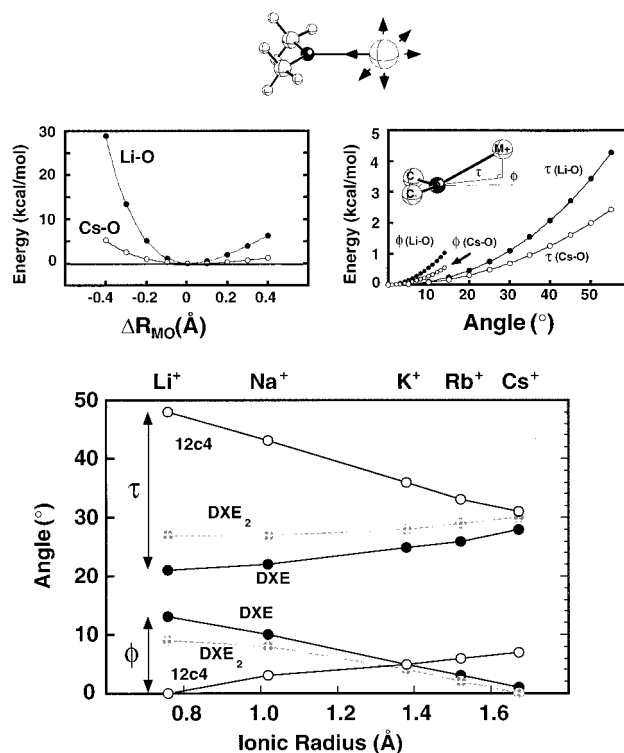 30
20
10
0
Energy (kcal/mol)
Li-O
Cs-O
-0.4 -0.2 0 0.2 0.4
ΔR_MO(Å)
5
4
3
2
1
0
Energy (kcal/mol)
M+
C
C
τ
ϕ
τ (Li-O)
ϕ (Li-O)
ϕ (Cs-O)
τ (Cs-O)
0 10 20 30 40 50
Angle (°)
Li⁺ Na⁺ K⁺ Rb⁺ Cs⁺
50
40
30
20
10
0
Angle (°)
12c4
τ
DXE₂
DXE
DXE
ϕ
DXE₂
12c4
0.8 1.0 1.2 1.4 1.6
Ionic Radius (Å)